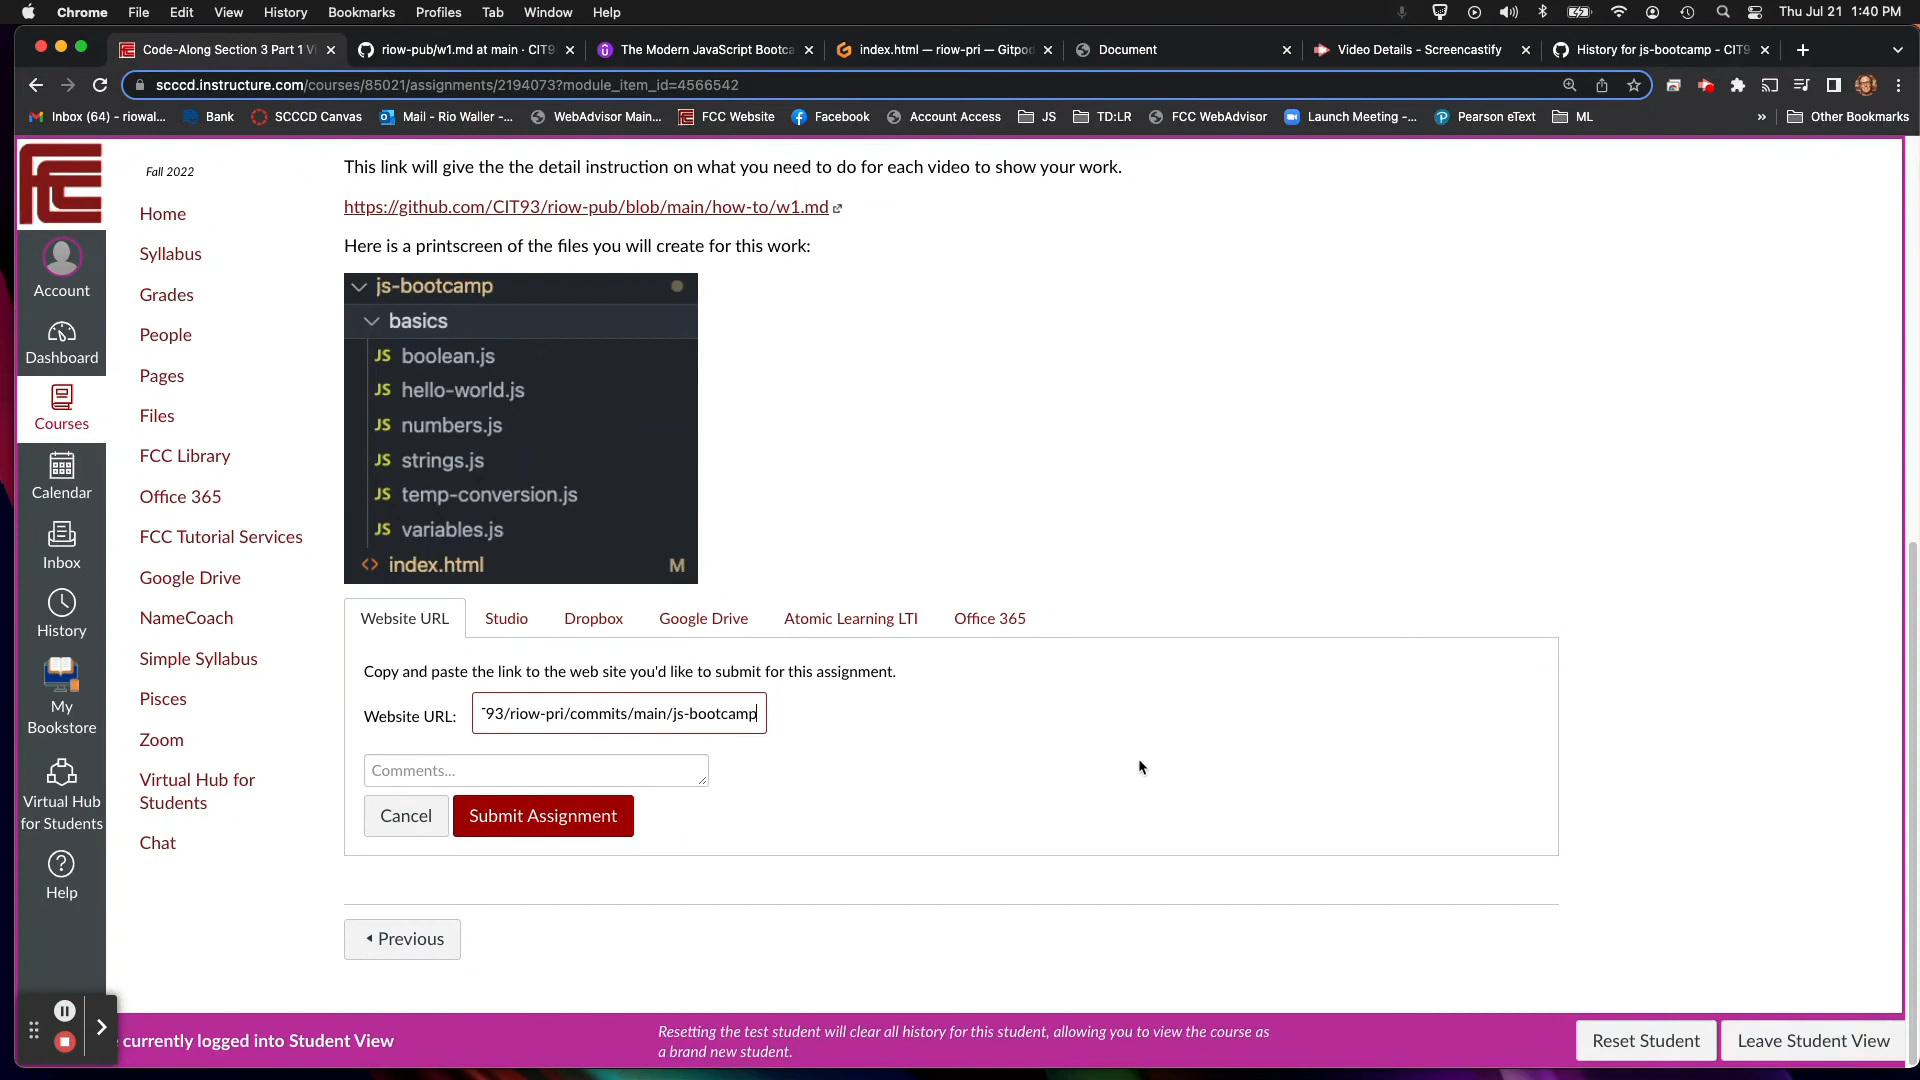 Chrome File Edit View History Bookmarks Profiles Tab Window Help Thu Jul 21 1:40 PM
Code-Along Section 3 Part 1 Vi riow-pub/w1.md at main · CIT9 The Modern JavaScript Bootca index.html — riow-pri — Gitpod Document Video Details - Screencastify History for js-bootcamp - CIT9
scccd.instructure.com/courses/85021/assignments/2194073?module_item_id=4566542
Inbox (64) - riowal... Bank SCCCD Canvas Mail - Rio Waller -... WebAdvisor Main... FCC Website Facebook Account Access JS TD:LR FCC WebAdvisor Launch Meeting -... Pearson eText ML » Other Bookmarks
Fall 2022
Home
Syllabus
Grades
People
Pages
Files
FCC Library
Office 365
FCC Tutorial Services
Google Drive
NameCoach
Simple Syllabus
Pisces
Zoom
Virtual Hub for
Students
Chat
Account
Dashboard
Courses
Calendar
Inbox
History
My
Bookstore
Virtual Hub
for Students
Help
This link will give the the detail instruction on what you need to do for each video to show your work.
https://github.com/CIT93/riow-pub/blob/main/how-to/w1.md
Here is a printscreen of the files you will create for this work:
js-bootcamp
basics
JS boolean.js
JS hello-world.js
JS numbers.js
JS strings.js
JS temp-conversion.js
JS variables.js
<> index.html M
Website URL Studio Dropbox Google Drive Atomic Learning LTI Office 365
Copy and paste the link to the web site you'd like to submit for this assignment.
Website URL: 93/riow-pri/commits/main/js-bootcamp
Comments...
Cancel Submit Assignment
Previous
currently logged into Student View
Resetting the test student will clear all history for this student, allowing you to view the course as
a brand new student.
Reset Student Leave Student View